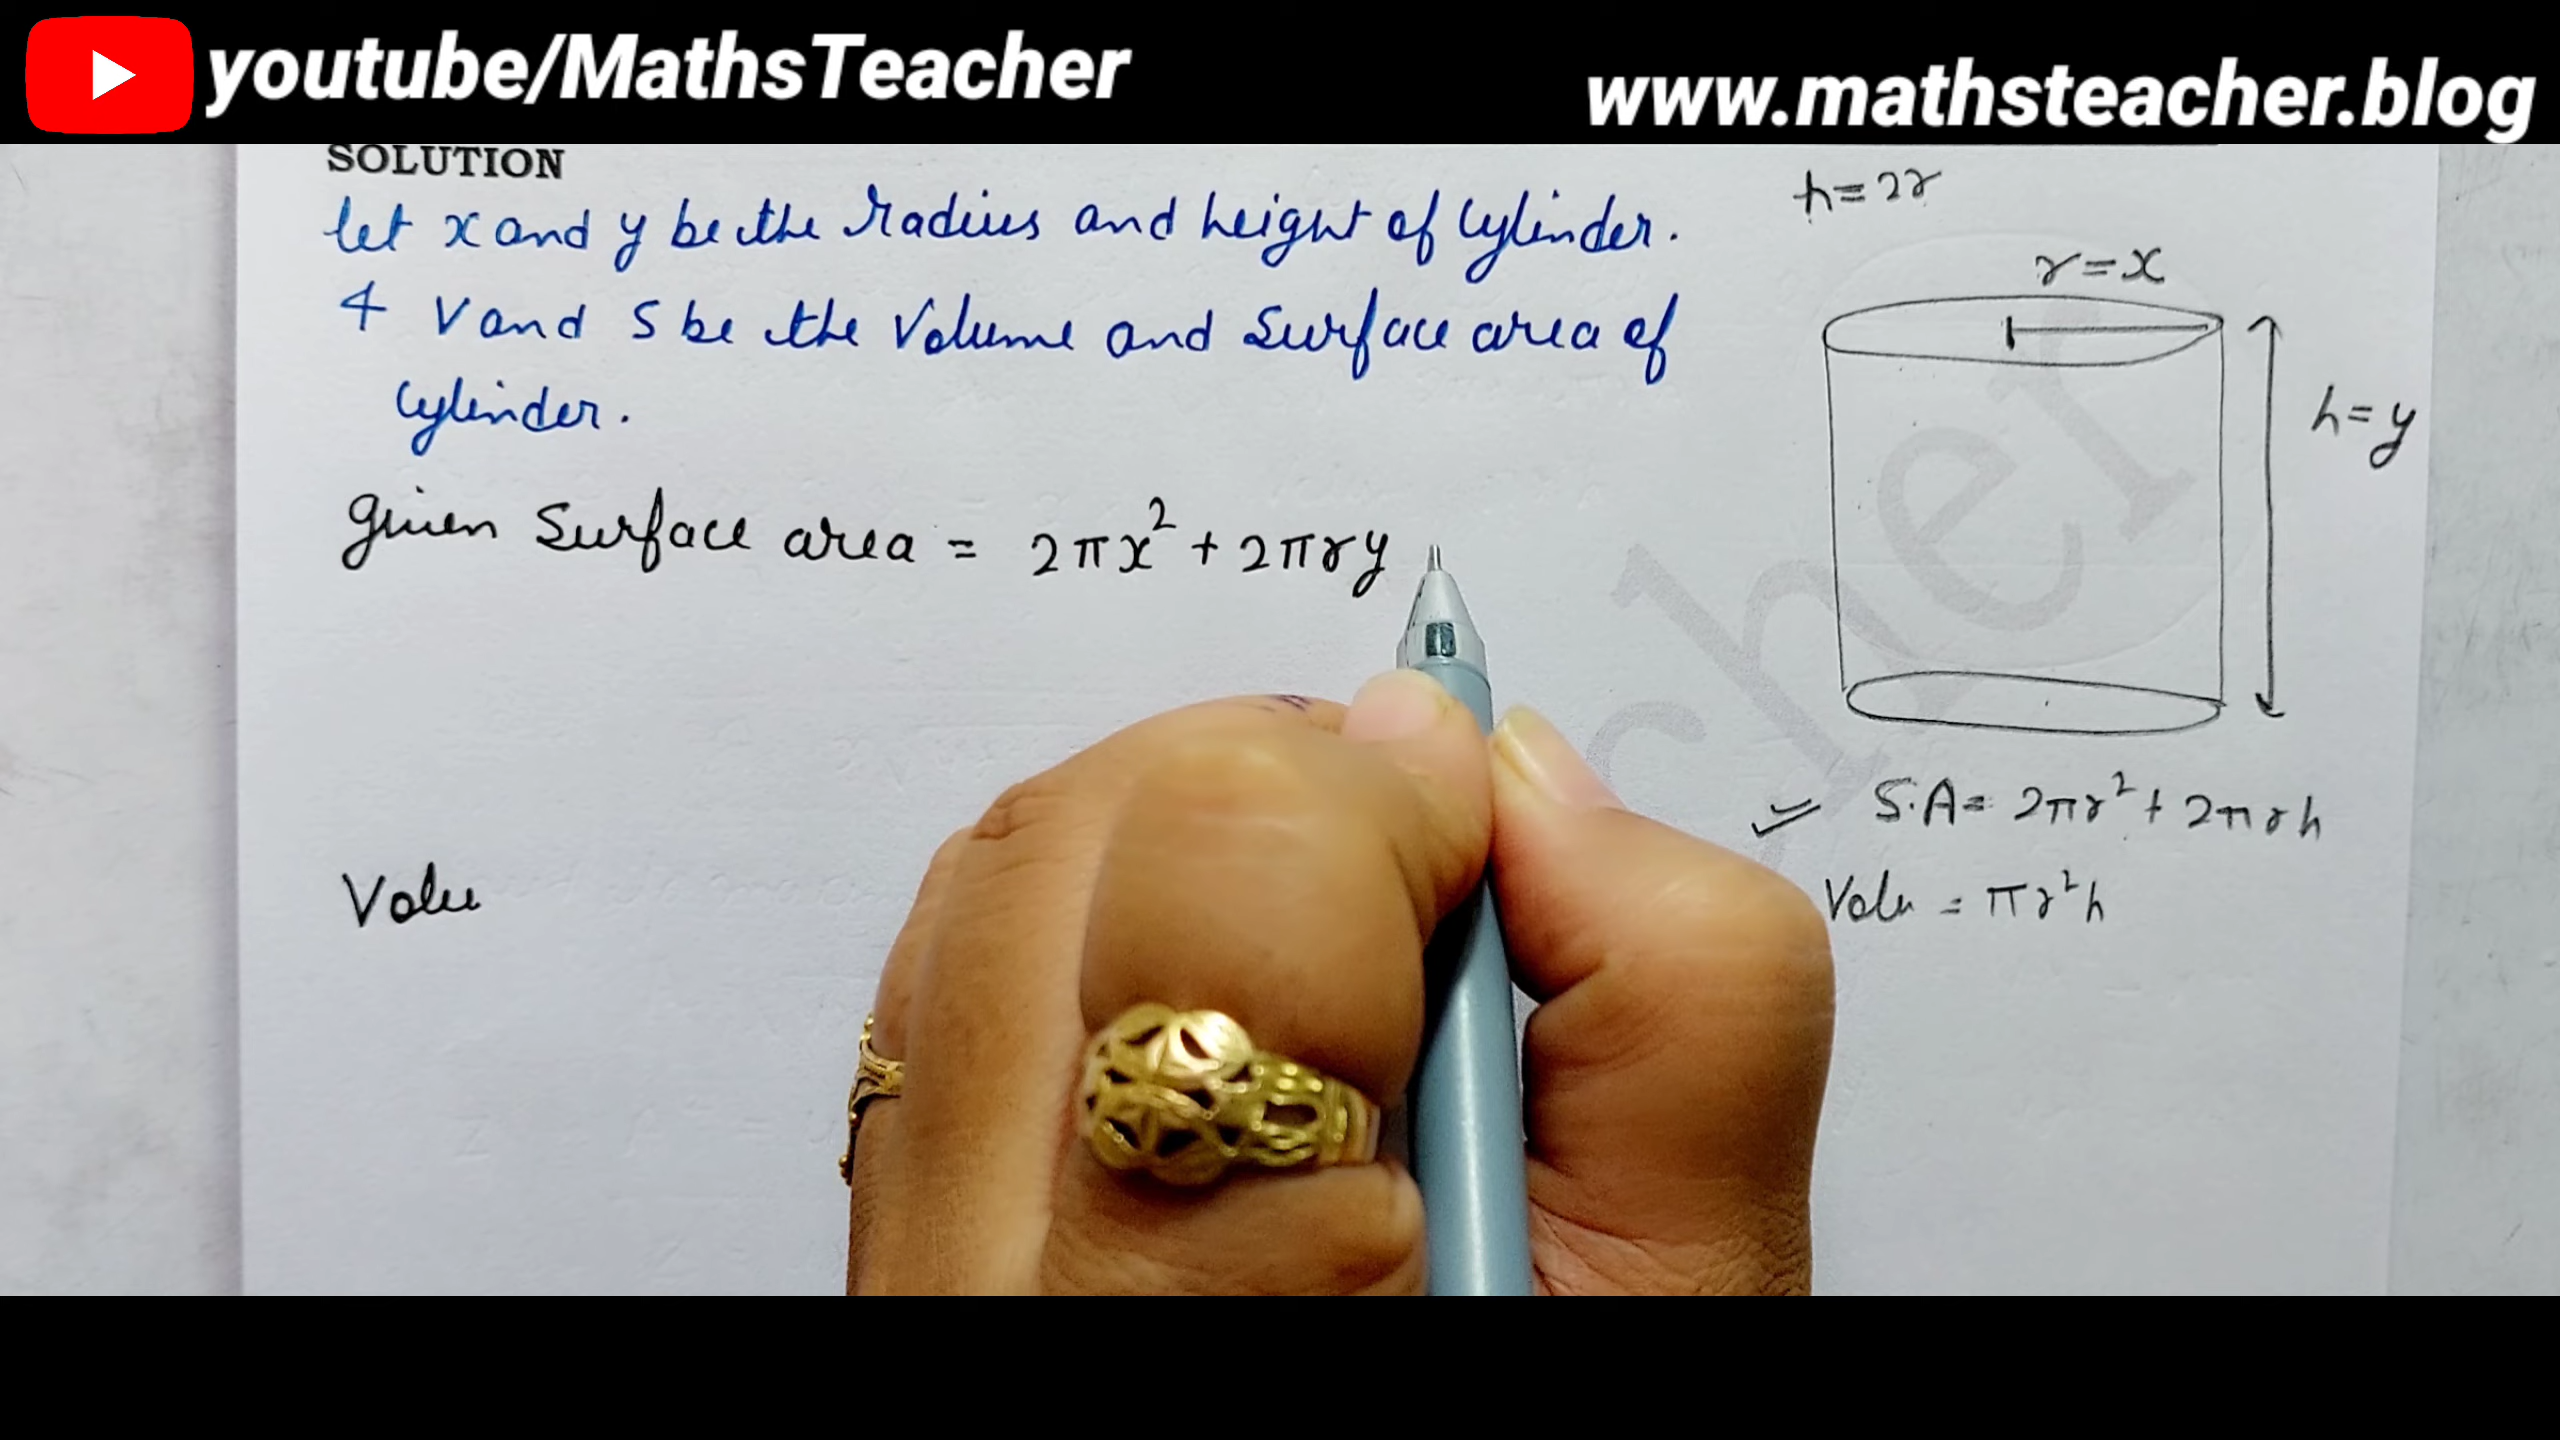 youtube/MathsTeacher
www.mathsteacher.blog
SOLUTION
let x and y be the radius and height of Cylinder.
& V and S be the Volume and Surface area of
Cylinder.
given Surface area = 2πx² + 2πry
Volu
h=2r
r=x
h=y
S.A= 2πr² + 2πrh
Volu = πr²h
cher